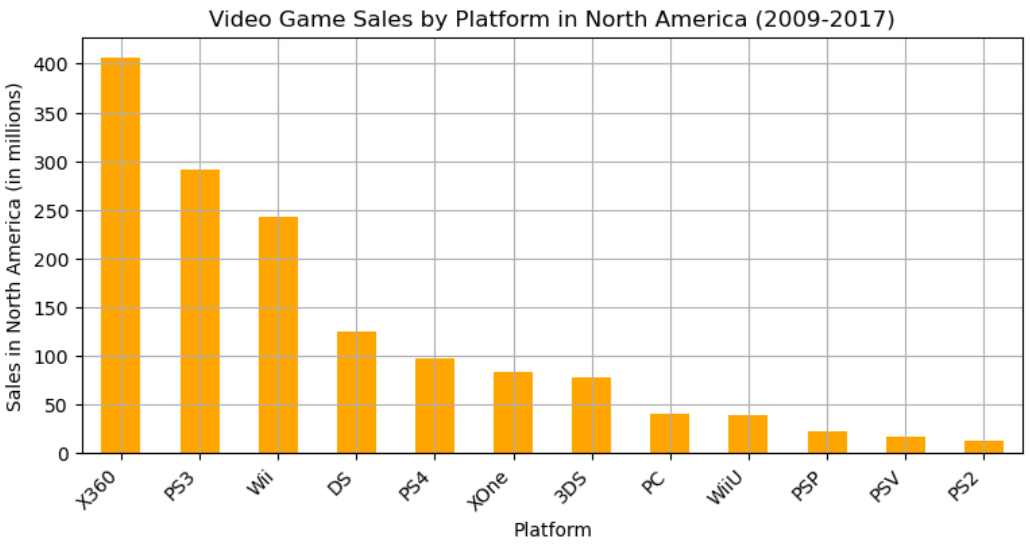 Video Game Sales by Platform in North America (2009-2017)
Sales in North America (in millions)
400
350
300
250
200
150
100
50
0
X360
PS3
Wii
DS
PS4
XOne
3DS
PC
WiiU
PSP
PSV
PS2
Platform